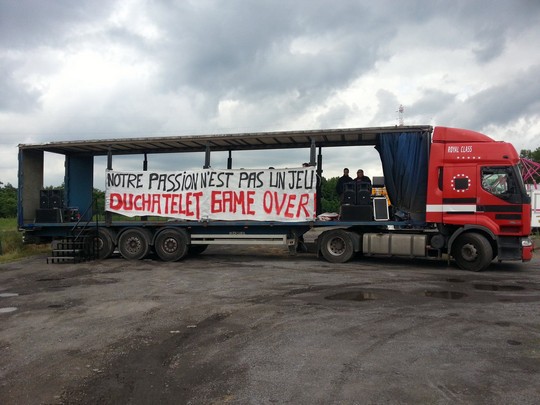 ROYAL CLASS
NOTRE PASSION N'EST PAS UN JEU
DUCHATELET GAME OVER